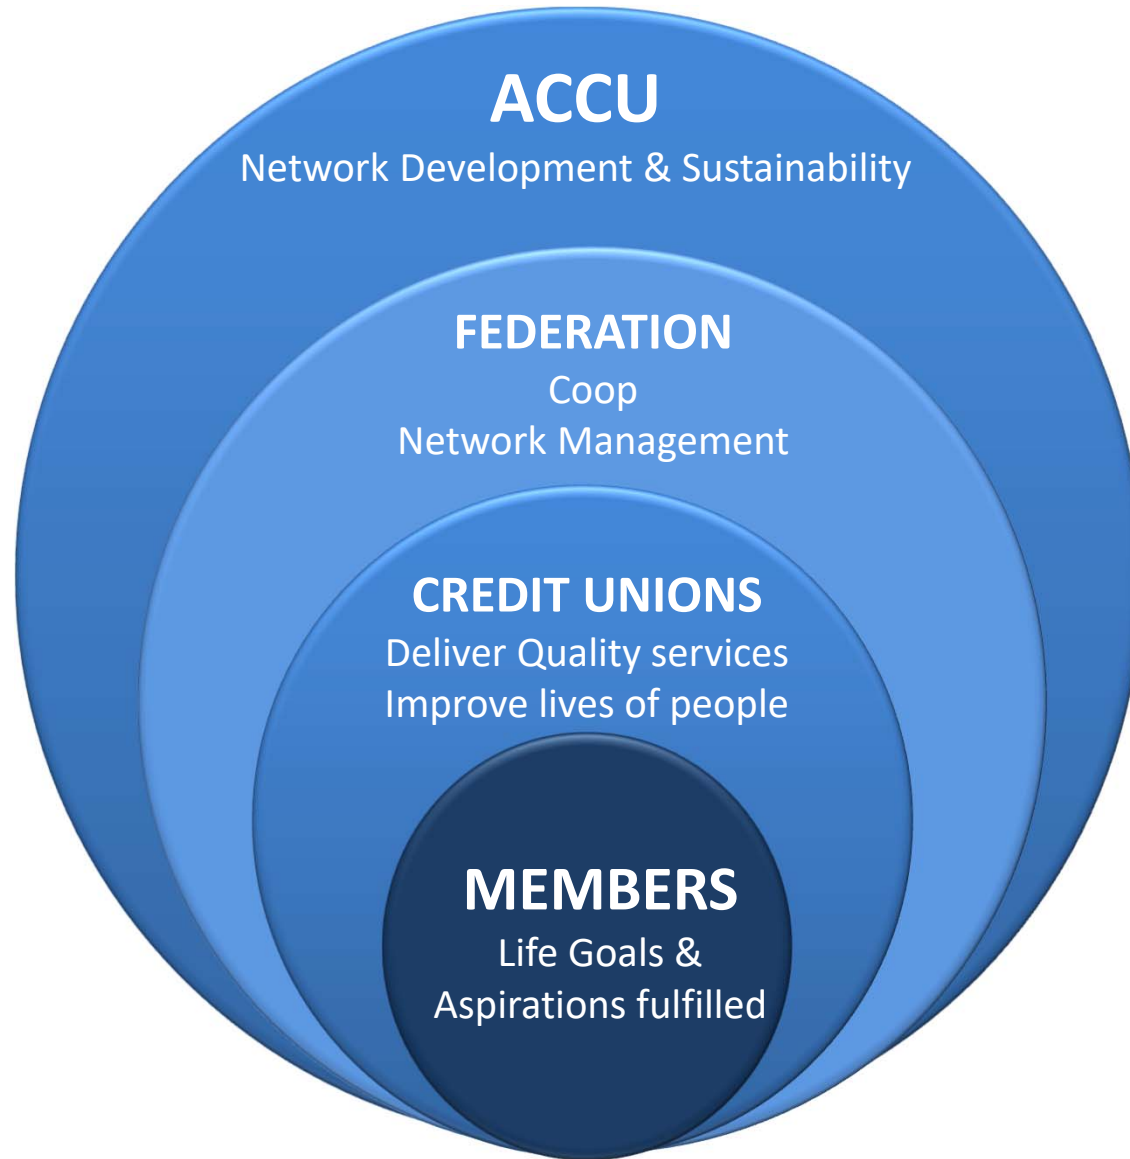 ACCU
Network Development & Sustainability
FEDERATION
Coop
Network Management
CREDIT UNIONS
Deliver Quality services
Improve lives of people
MEMBERS
Life Goals &
Aspirations fulfilled